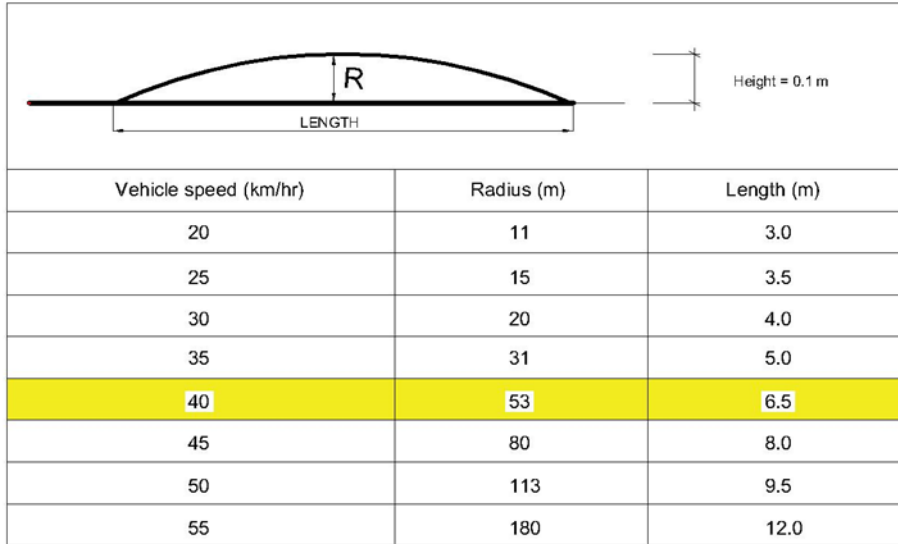 R
Height = 0.1 m
LENGTH
Vehicle speed (km/hr) Radius (m) Length (m)
20 11 3.0
25 15 3.5
30 20 4.0
35 31 5.0
40 53 6.5
45 80 8.0
50 113 9.5
55 180 12.0